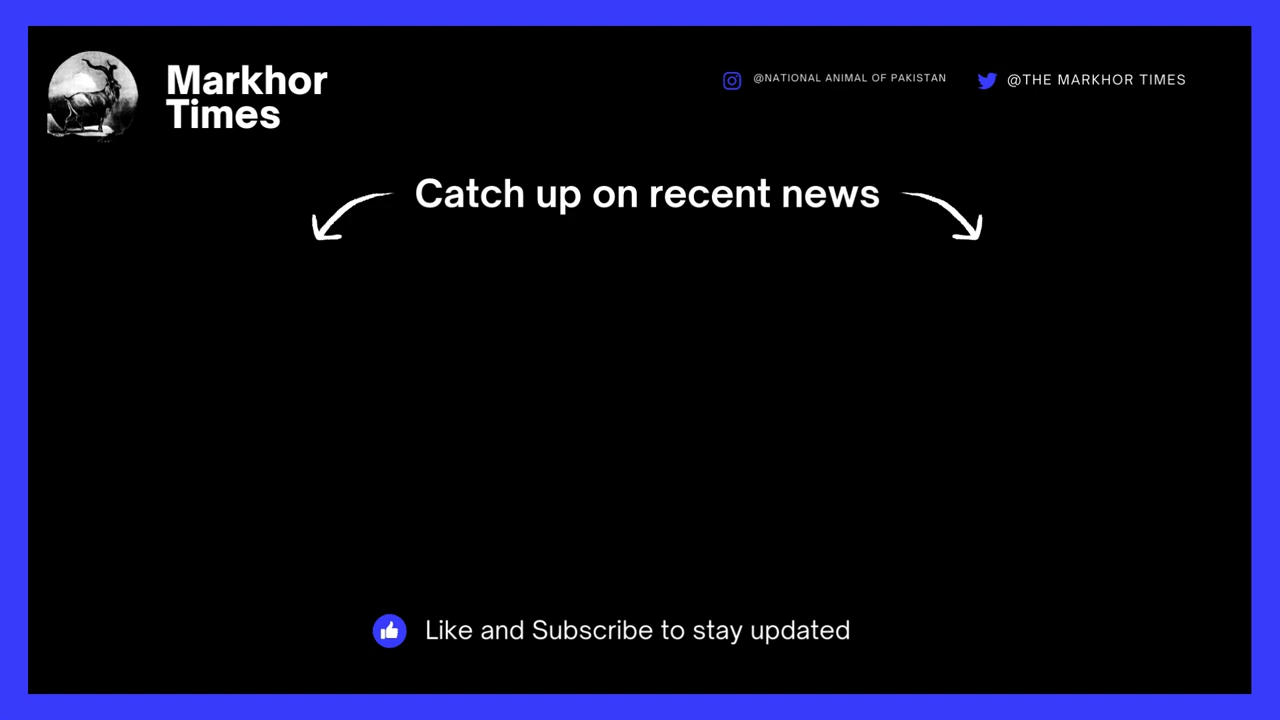 Markhor
Times
@NATIONAL ANIMAL OF PAKISTAN
@THE MARKHOR TIMES
Catch up on recent news
Like and Subscribe to stay updated